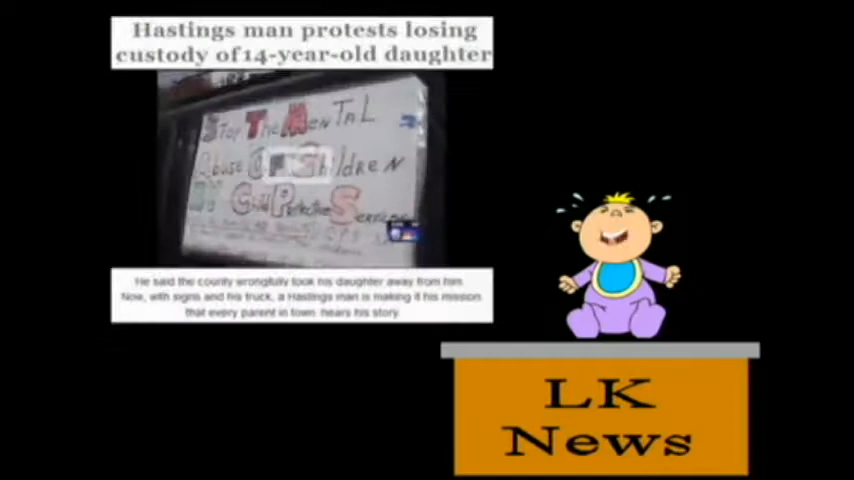 Hastings man protests losing
custody of 14-year-old daughter
Stop The Mental
Abuse Of Children
BY Child Protective Services
He said the county wrongfully took his daughter away from him.
Now, with signs and his truck, a Hastings man is making it his mission
that every parent in town hears his story.
LK
News